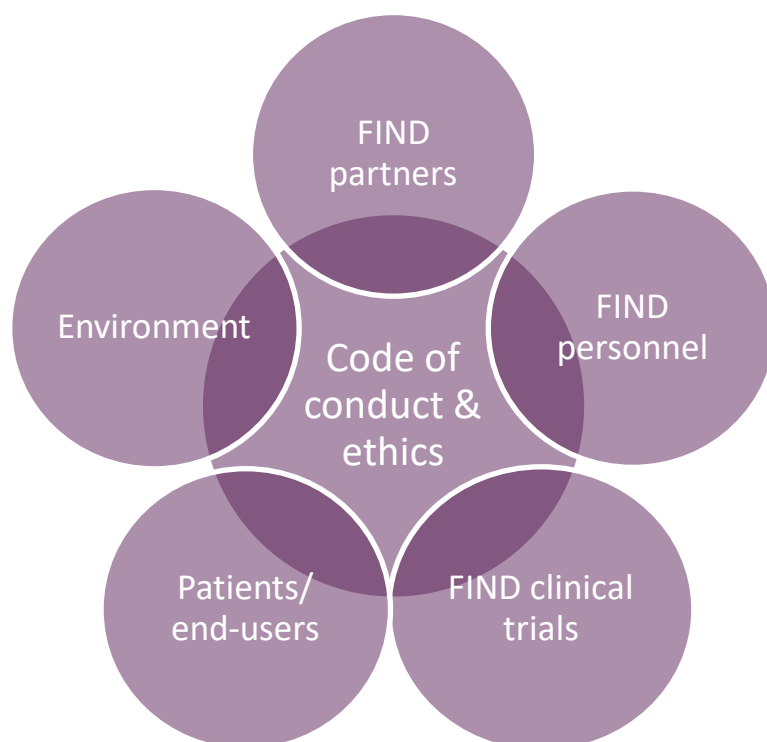 FIND
partners
Environment
FIND
personnel
Code of
conduct &
ethics
Patients/
end-users
FIND clinical
trials